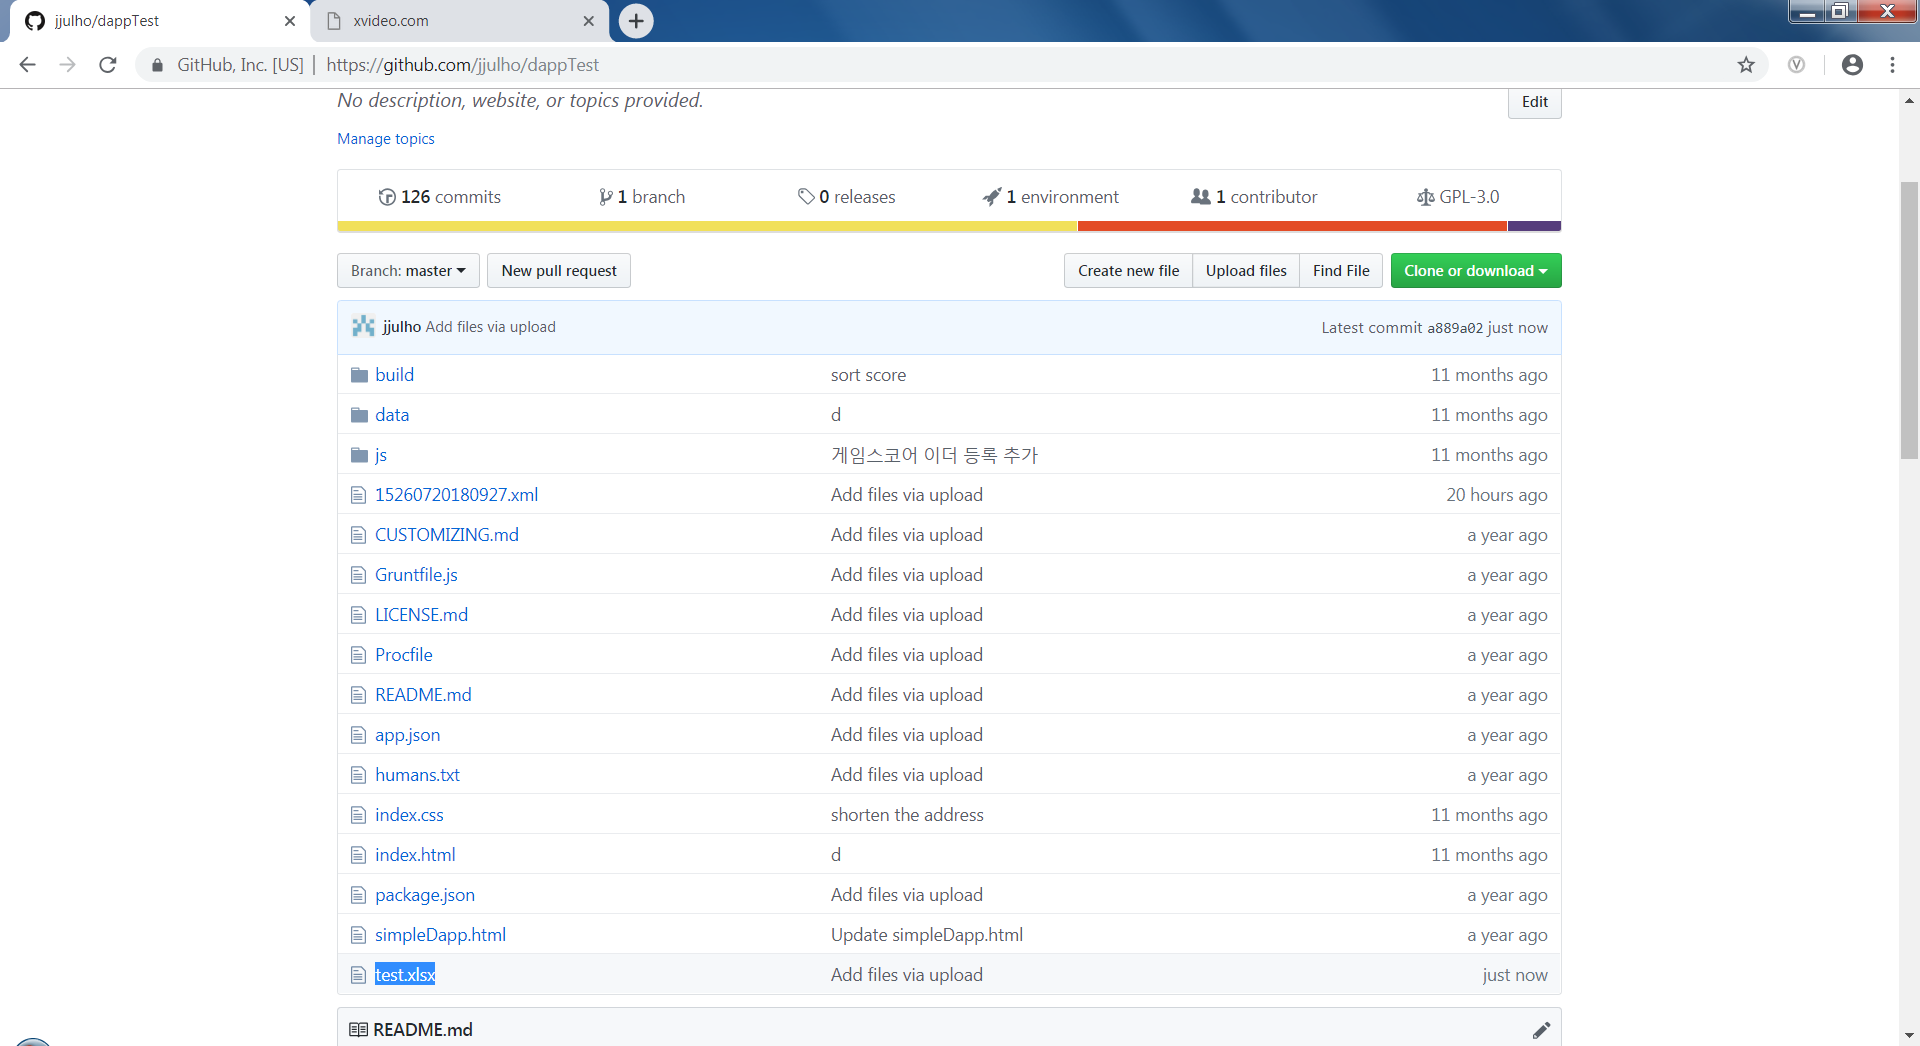 jjulho/dappTest
xvideo.com
GitHub, Inc. [US] | https://github.com/jjulho/dappTest
No description, website, or topics provided.
Edit
Manage topics
126 commits
1 branch
0 releases
1 environment
1 contributor
GPL-3.0
Branch: master
New pull request
Create new file
Upload files
Find File
Clone or download
jjulho Add files via upload
Latest commit a889a02 just now
build sort score 11 months ago
data d 11 months ago
js 게임스코어 이더 등록 추가 11 months ago
15260720180927.xml Add files via upload 20 hours ago
CUSTOMIZING.md Add files via upload a year ago
Gruntfile.js Add files via upload a year ago
LICENSE.md Add files via upload a year ago
Procfile Add files via upload a year ago
README.md Add files via upload a year ago
app.json Add files via upload a year ago
humans.txt Add files via upload a year ago
index.css shorten the address 11 months ago
index.html d 11 months ago
package.json Add files via upload a year ago
simpleDapp.html Update simpleDapp.html a year ago
test.xlsx Add files via upload just now
README.md